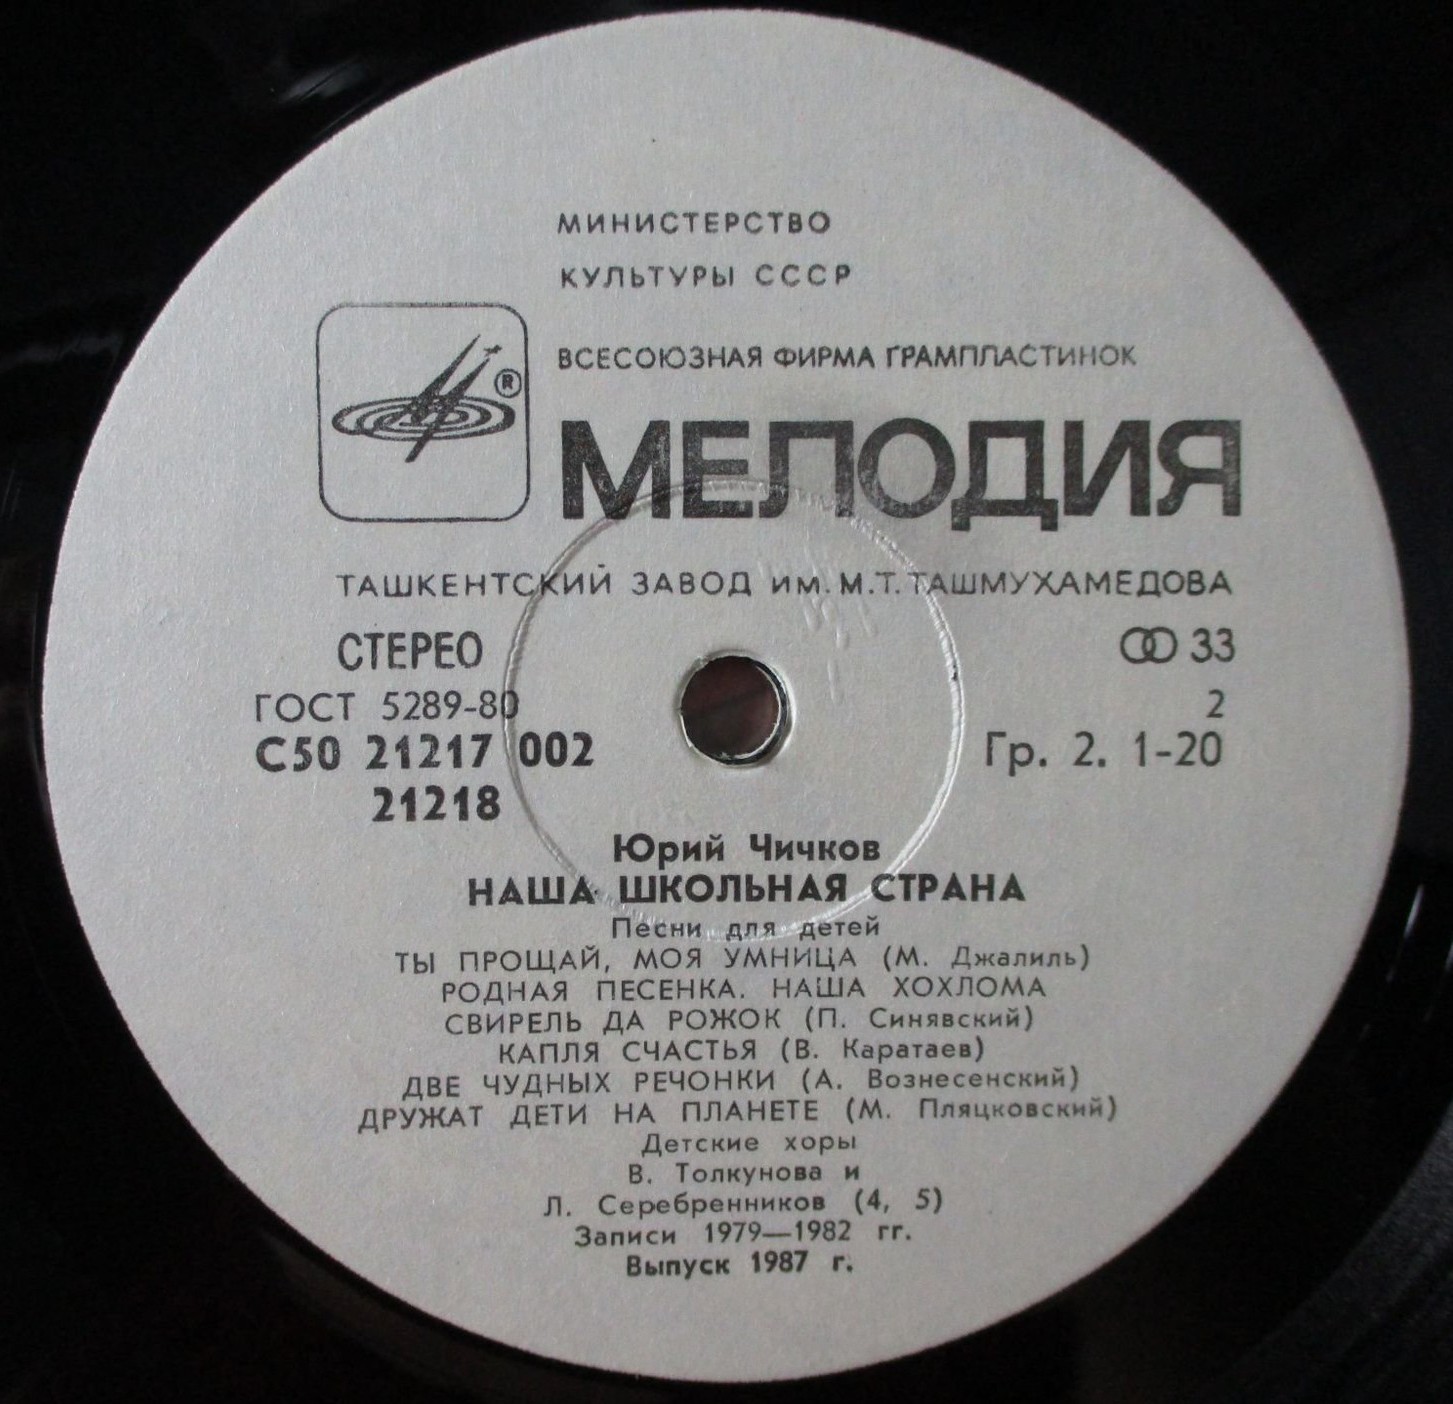 МИНИСТЕРСТВО
КУЛЬТУРЫ СССР
ВСЕСОЮЗНАЯ ФИРМА ГРАМПЛАСТИНОК
®
МЕЛОДИЯ
ТАШКЕНТСКИЙ ЗАВОД им. М.Т. ТАШМУХАМЕДОВА
СТЕРЕО 33
ГОСТ 5289-80 2
С50 21217 002 Гр. 2. 1-20
21218
Юрий Чичков
НАША ШКОЛЬНАЯ СТРАНА
Песни для детей
ТЫ ПРОЩАЙ, МОЯ УМНИЦА (М. Джалиль)
РОДНАЯ ПЕСЕНКА. НАША ХОХЛОМА
СВИРЕЛЬ ДА РОЖОК (П. Синявский)
КАПЛЯ СЧАСТЬЯ (В. Каратаев)
ДВЕ ЧУДНЫХ РЕЧОНКИ (А. Вознесенский)
ДРУЖАТ ДЕТИ НА ПЛАНЕТЕ (М. Пляцковский)
Детские хоры
В. Толкунова и
Л. Серебренников (4, 5)
Записи 1979—1982 гг.
Выпуск 1987 г.